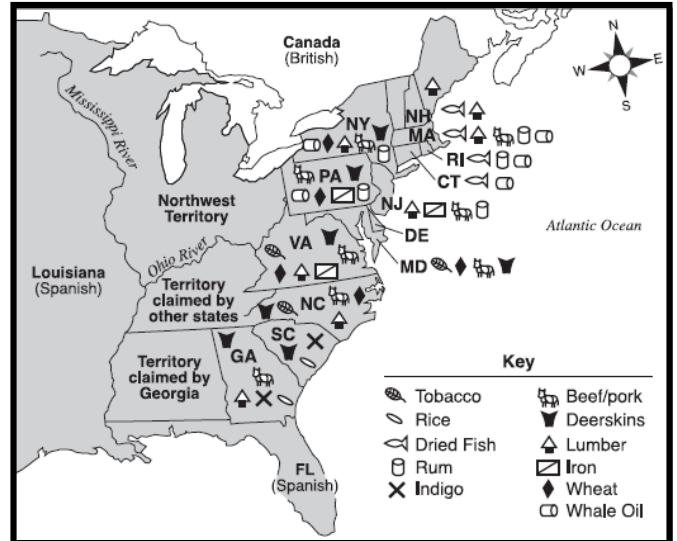 Canada
(British)
N
W
E
S
Mississippi River
NH
NY
MA
RI
CT
PA
NJ
Northwest
Territory
DE
Atlantic Ocean
VA
MD
Ohio River
Louisiana
(Spanish)
Territory
claimed by
other states
NC
SC
GA
Territory
claimed by
Georgia
FL
(Spanish)
Key
Tobacco
Rice
Dried Fish
Rum
Indigo
Beef/pork
Deerskins
Lumber
Iron
Wheat
Whale Oil